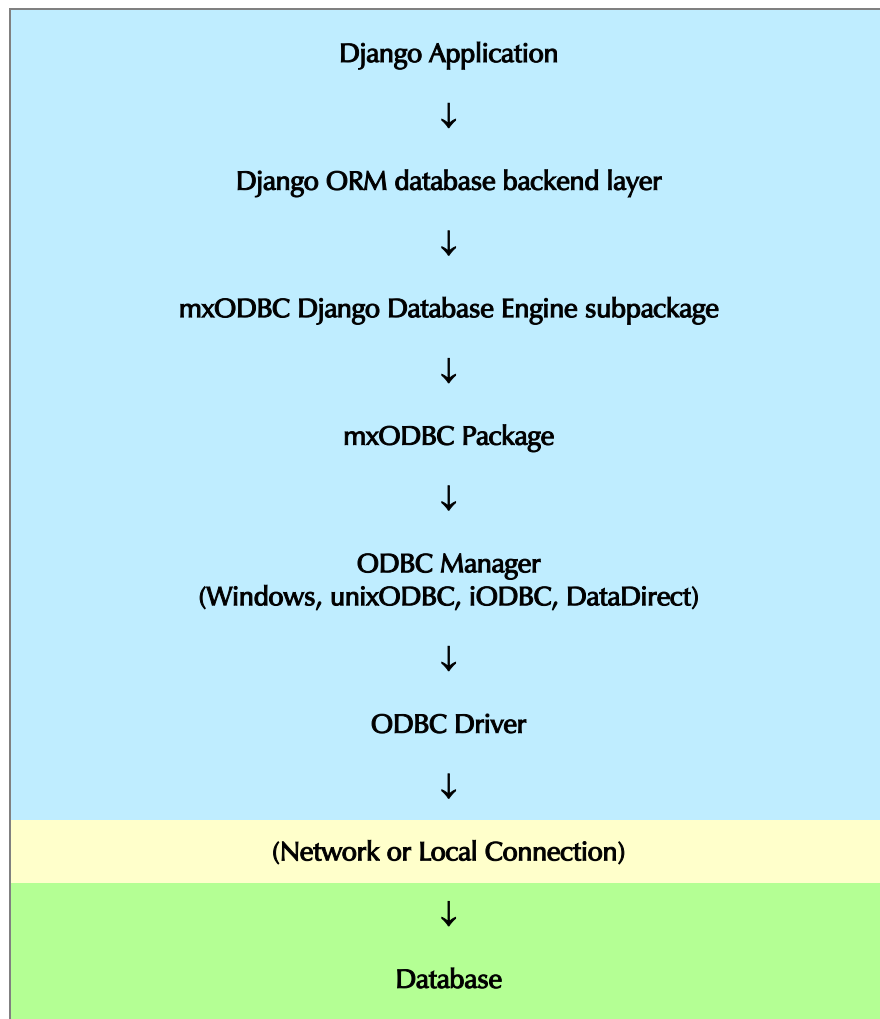 Django Application
↓
Django ORM database backend layer
↓
mxODBC Django Database Engine subpackage
↓
mxODBC Package
↓
ODBC Manager
(Windows, unixODBC, iODBC, DataDirect)
↓
ODBC Driver
↓
(Network or Local Connection)
↓
Database